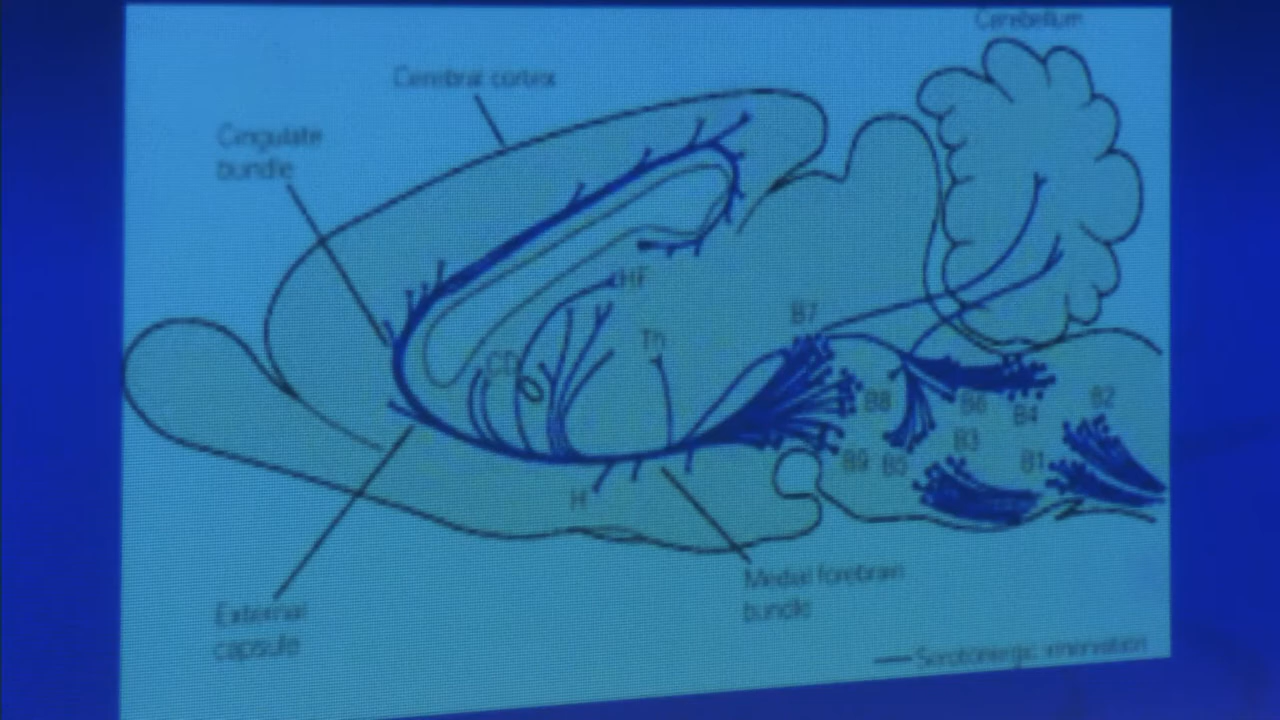 Cerebellum
Cerebral cortex
Cingulate
bundle
HF
B7
Th
CD
B8
B6
B4
B2
B3
B9
B5
B1
H
Medial forebrain
bundle
External
capsule
Serotonergic innervation